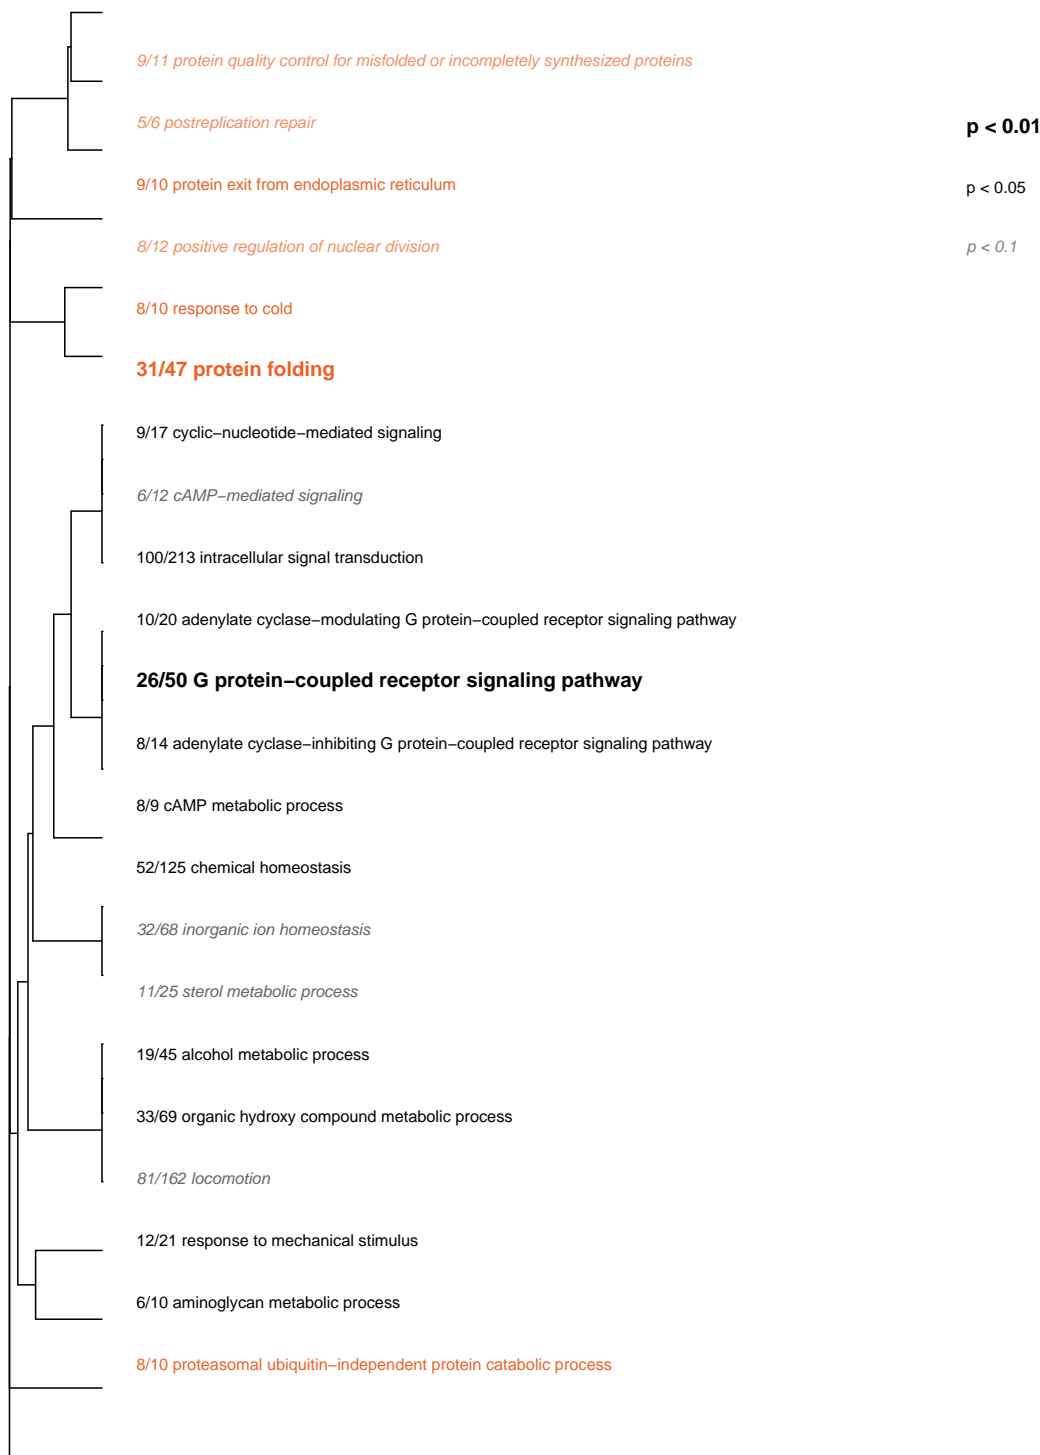 9/11 protein quality control for misfolded or incompletely synthesized proteins
5/6 postreplication repair
p < 0.01
9/10 protein exit from endoplasmic reticulum
p < 0.05
8/12 positive regulation of nuclear division
p < 0.1
8/10 response to cold
31/47 protein folding
9/17 cyclic−nucleotide−mediated signaling
6/12 cAMP−mediated signaling
100/213 intracellular signal transduction
10/20 adenylate cyclase−modulating G protein−coupled receptor signaling pathway
26/50 G protein−coupled receptor signaling pathway
8/14 adenylate cyclase−inhibiting G protein−coupled receptor signaling pathway
8/9 cAMP metabolic process
52/125 chemical homeostasis
32/68 inorganic ion homeostasis
11/25 sterol metabolic process
19/45 alcohol metabolic process
33/69 organic hydroxy compound metabolic process
81/162 locomotion
12/21 response to mechanical stimulus
6/10 aminoglycan metabolic process
8/10 proteasomal ubiquitin−independent protein catabolic process